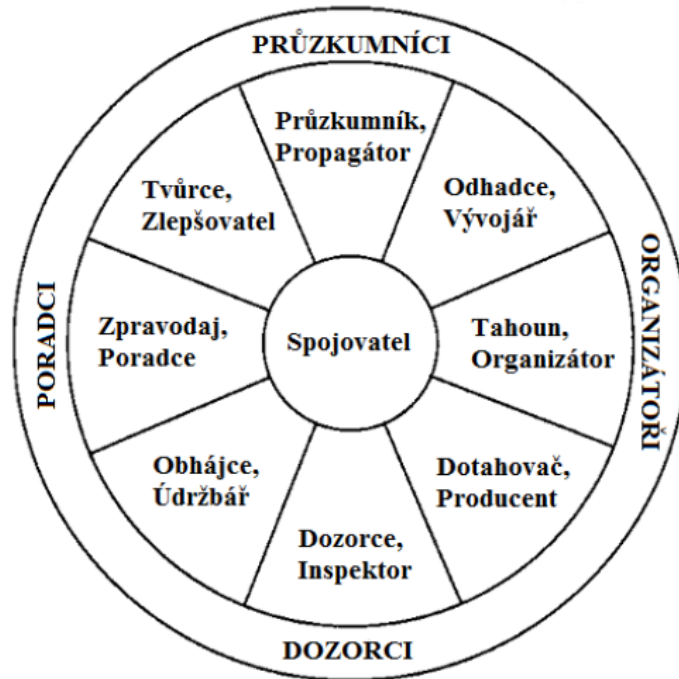 PRŮZKUMNÍCI
Průzkumník,
Propagátor
Tvůrce,
Zlepšovatel
Odhadce,
Vývojář
PORADCI
Zpravodaj,
Poradce
Spojovatel
Tahoun,
Organizátor
ORGANIZÁTOŘI
Obhájce,
Údržbář
Dotahovač,
Producent
Dozorce,
Inspektor
DOZORCI